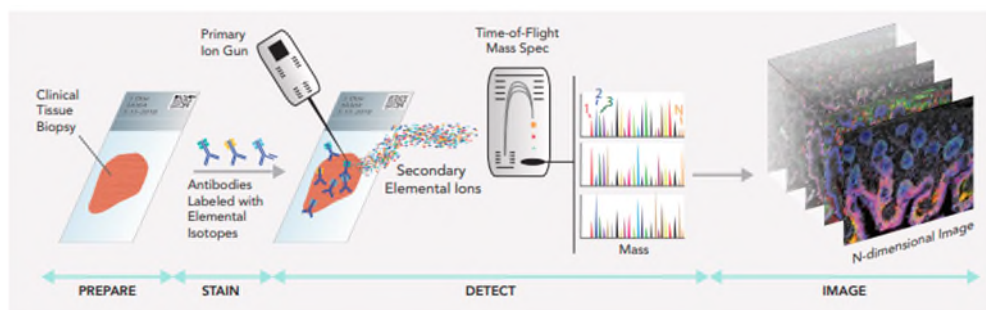 Primary
Ion Gun
Time-of-Flight
Mass Spec
Clinical
Tissue
Biopsy
1
2
3
N
Antibodies
Labeled with
Elemental
Isotopes
Secondary
Elemental Ions
Mass
N-dimensional Image
PREPARE
STAIN
DETECT
IMAGE